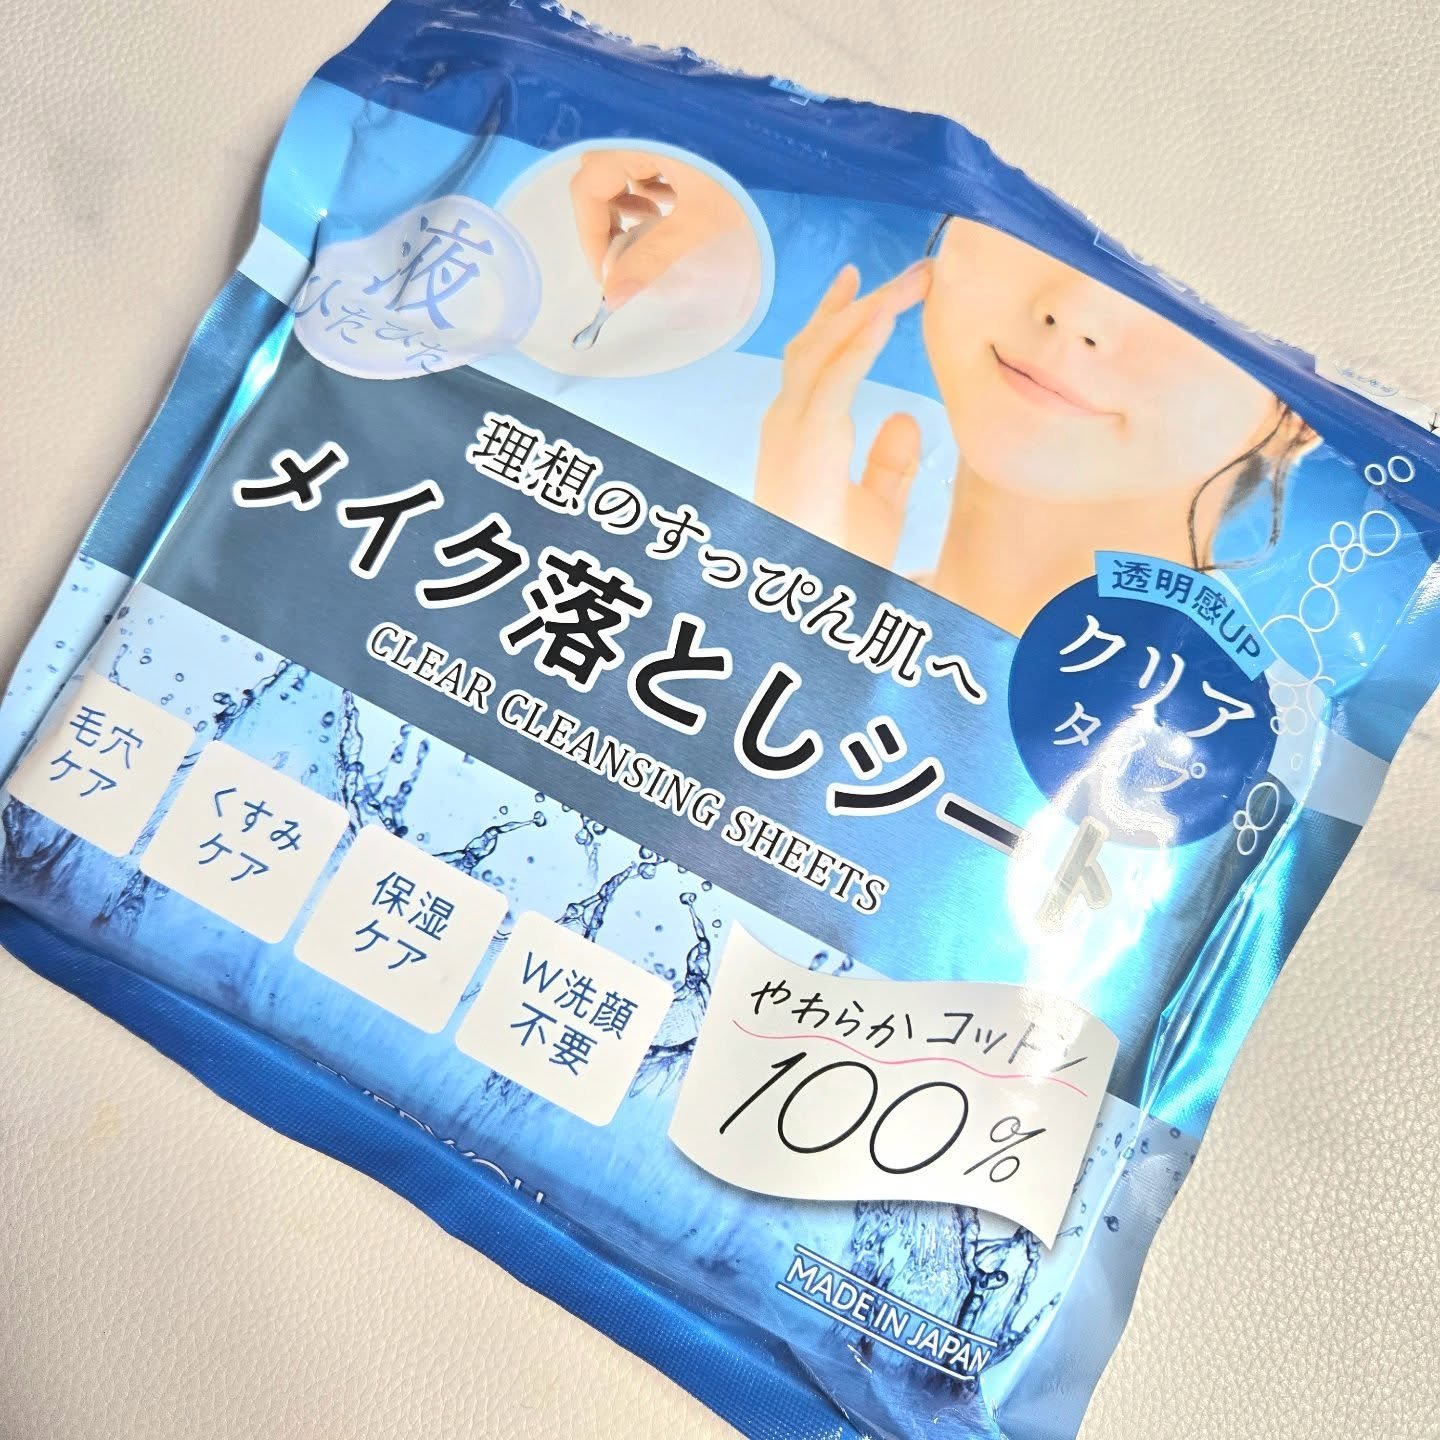 液
ひたひた
理想のすっぴん肌へ
メイク落としシート
CLEAR CLEANSING SHEETS
透明感UP
クリア
タイプ
毛穴
ケア
くすみ
ケア
保湿
ケア
W洗顔
不要
やわらかコットン
100%
MADE IN JAPAN